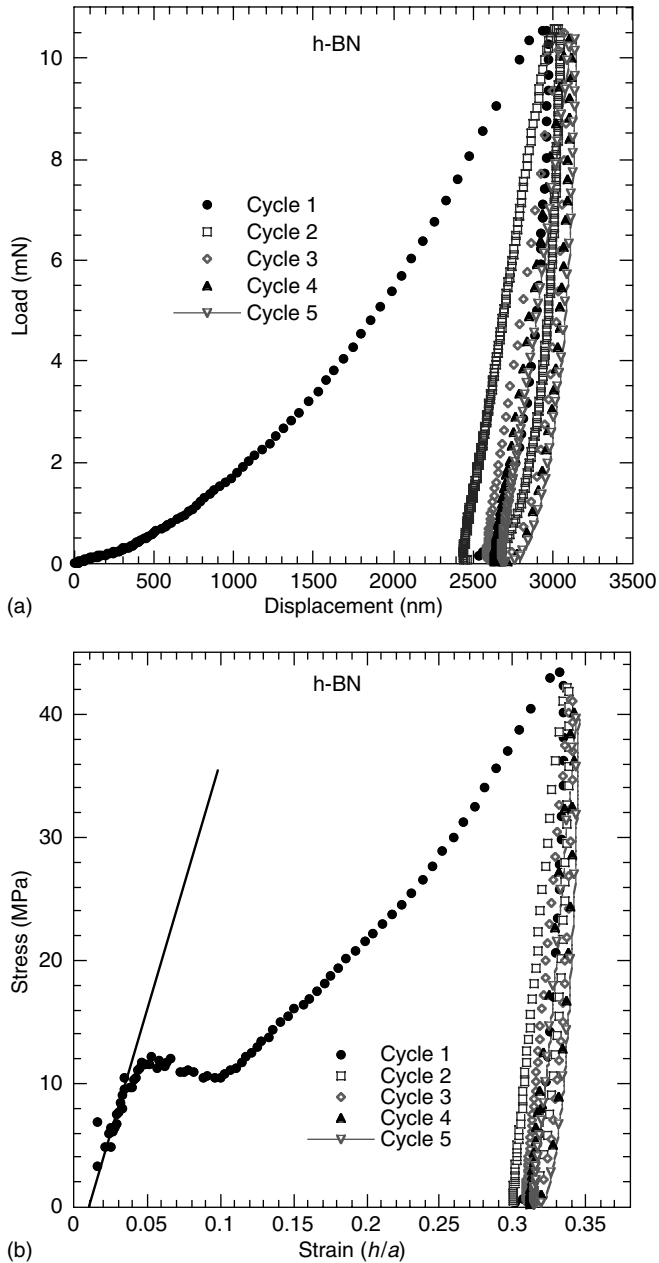 h-BN
10
8
6
4
2
0
Load (mN)
Cycle 1
Cycle 2
Cycle 3
Cycle 4
Cycle 5
0 500 1000 1500 2000 2500 3000 3500
(a) Displacement (nm)
h-BN
40
30
20
10
0
Stress (MPa)
Cycle 1
Cycle 2
Cycle 3
Cycle 4
Cycle 5
0 0.05 0.1 0.15 0.2 0.25 0.3 0.35
(b) Strain (h/a)